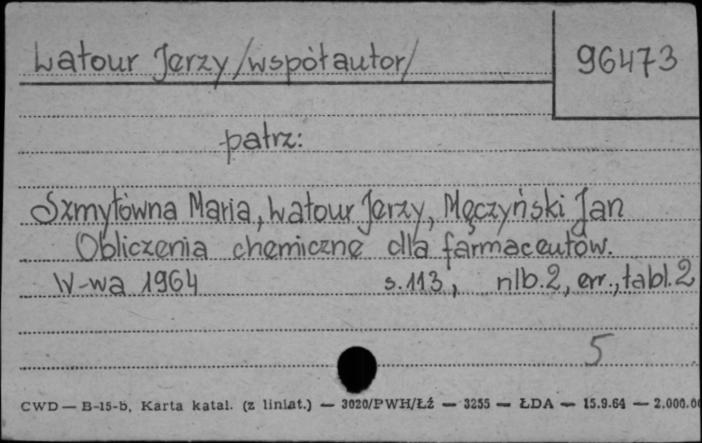 Latour Jerzy /współautor/
96473
patrz:
Szmytówna Maria, Latour Jerzy, Męczyński Jan
Obliczenia chemiczne dla farmaceutów.
W-wa 1964 s.113, nlb.2, err., tabl.2
5
CWD — B-15-b, Karta katal. (z liniat.) — 3020/PWH/Łź — 3255 — ŁDA — 15.9.64 — 2.000.00